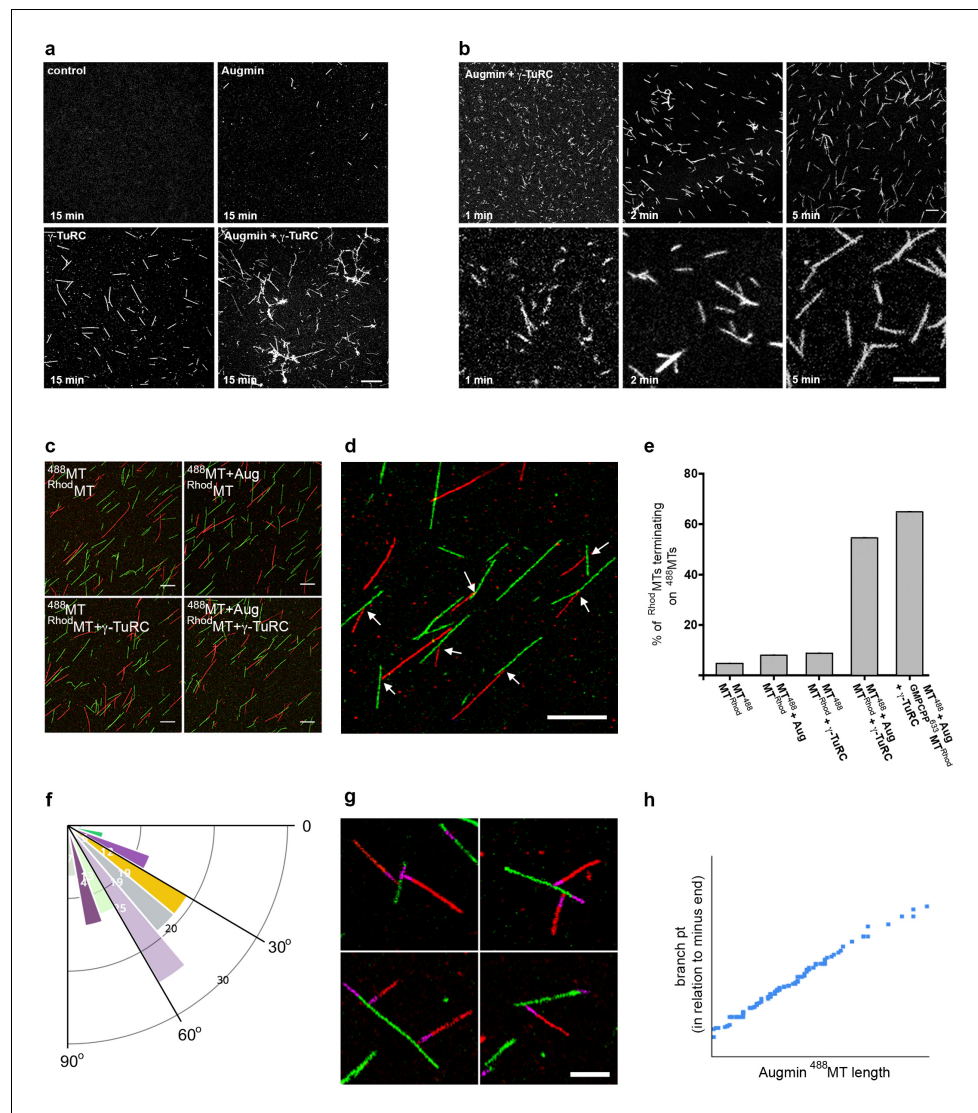 a
control
15 min
Augmin
15 min
γ-TuRC
15 min
Augmin + γ-TuRC
15 min
b
Augmin + γ-TuRC
1 min
2 min
5 min
1 min
2 min
5 min
c
488MT
RhodMT
488MT+Aug
RhodMT
488MT
RhodMT+γ-TuRC
488MT+Aug
RhodMT+γ-TuRC
d
e
% of RhodMTs terminating
on 488MTs
80
60
40
20
MT488
MTRhod
MT488 + Aug
MTRhod
MT488
MTRhod + γ-TuRC
MT488 + Aug
MTRhod + γ-TuRC
MT488 + Aug
GMPCPP633 MTRhod
+ γ-TuRC
f
0
30°
60°
90°
20
30
12
19
19
25
4
g
h
branch pt
(in relation to minus end)
Augmin 488MT length